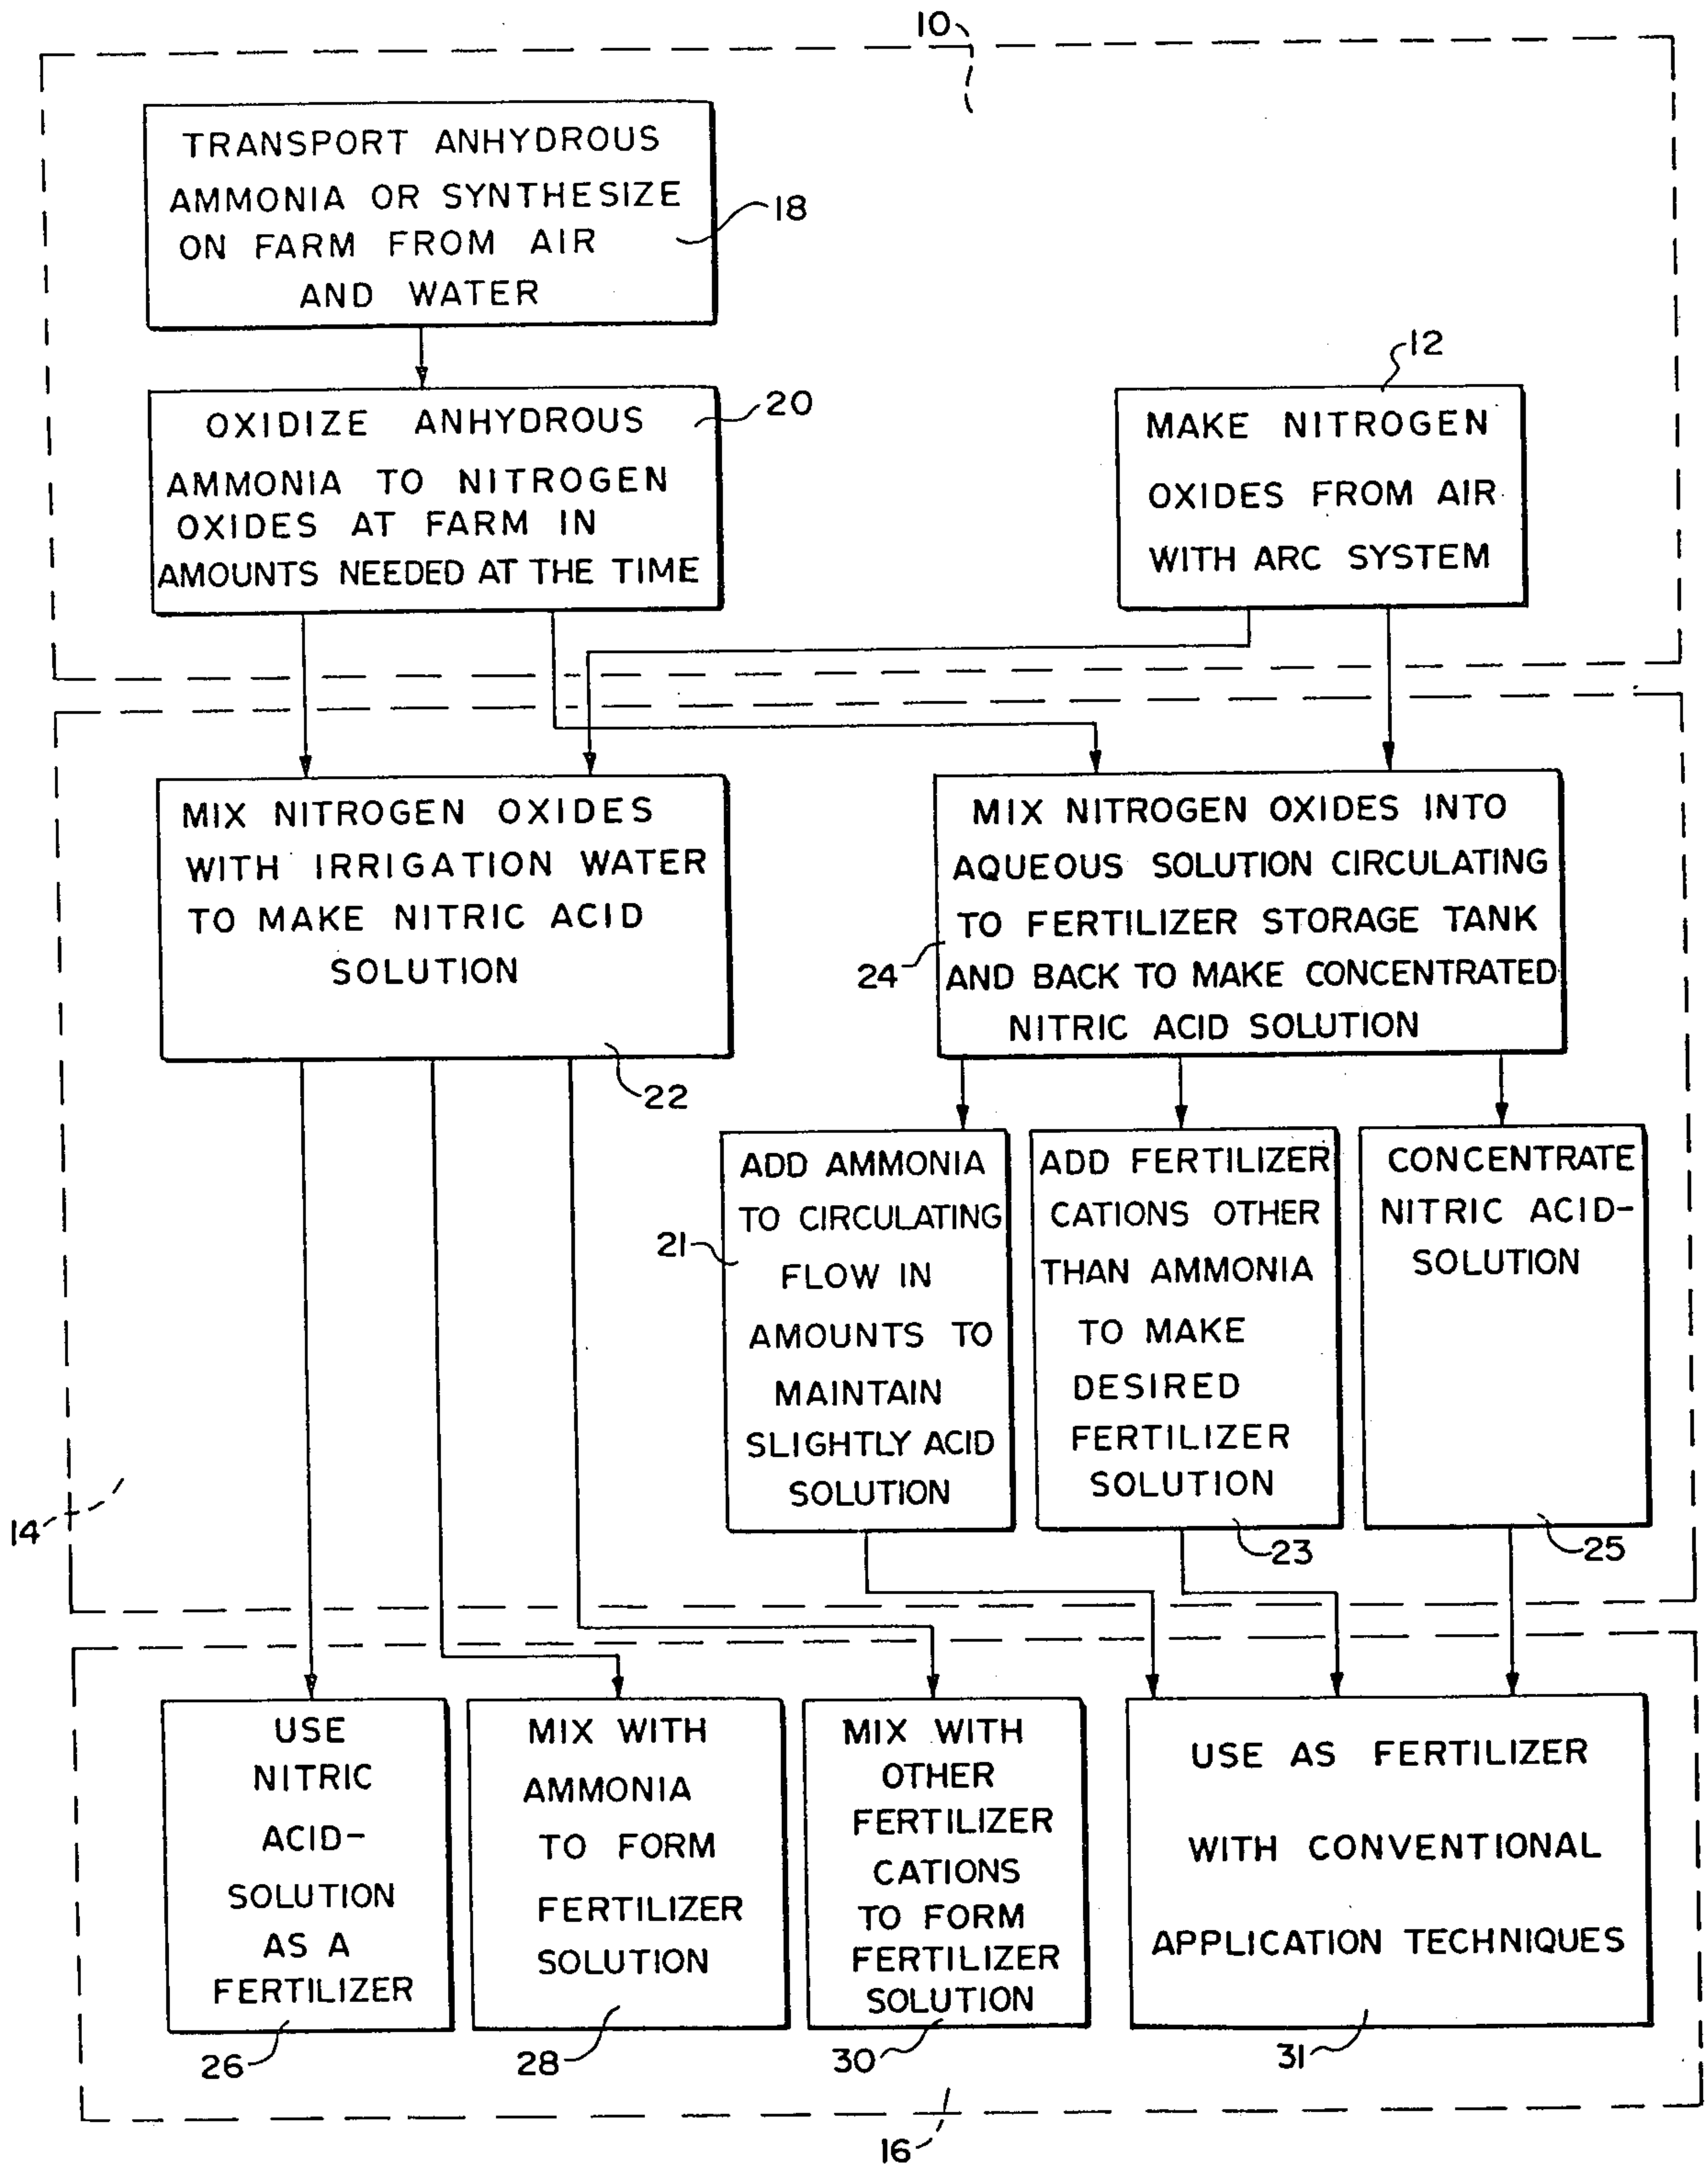 10
TRANSPORT ANHYDROUS
AMMONIA OR SYNTHESIZE
ON FARM FROM AIR
AND WATER
18
OXIDIZE ANHYDROUS
AMMONIA TO NITROGEN
OXIDES AT FARM IN
AMOUNTS NEEDED AT THE TIME
20
12
MAKE NITROGEN
OXIDES FROM AIR
WITH ARC SYSTEM
MIX NITROGEN OXIDES
WITH IRRIGATION WATER
TO MAKE NITRIC ACID
SOLUTION
22
MIX NITROGEN OXIDES INTO
AQUEOUS SOLUTION CIRCULATING
TO FERTILIZER STORAGE TANK
AND BACK TO MAKE CONCENTRATED
NITRIC ACID SOLUTION
24
ADD AMMONIA
TO CIRCULATING
FLOW IN
AMOUNTS TO
MAINTAIN
SLIGHTLY ACID
SOLUTION
21
ADD FERTILIZER
CATIONS OTHER
THAN AMMONIA
TO MAKE
DESIRED
FERTILIZER
SOLUTION
23
CONCENTRATE
NITRIC ACID-
SOLUTION
25
14
USE
NITRIC
ACID-
SOLUTION
AS A
FERTILIZER
26
MIX WITH
AMMONIA
TO FORM
FERTILIZER
SOLUTION
28
MIX WITH
OTHER
FERTILIZER
CATIONS
TO FORM
FERTILIZER
SOLUTION
30
USE AS FERTILIZER
WITH CONVENTIONAL
APPLICATION TECHNIQUES
31
16